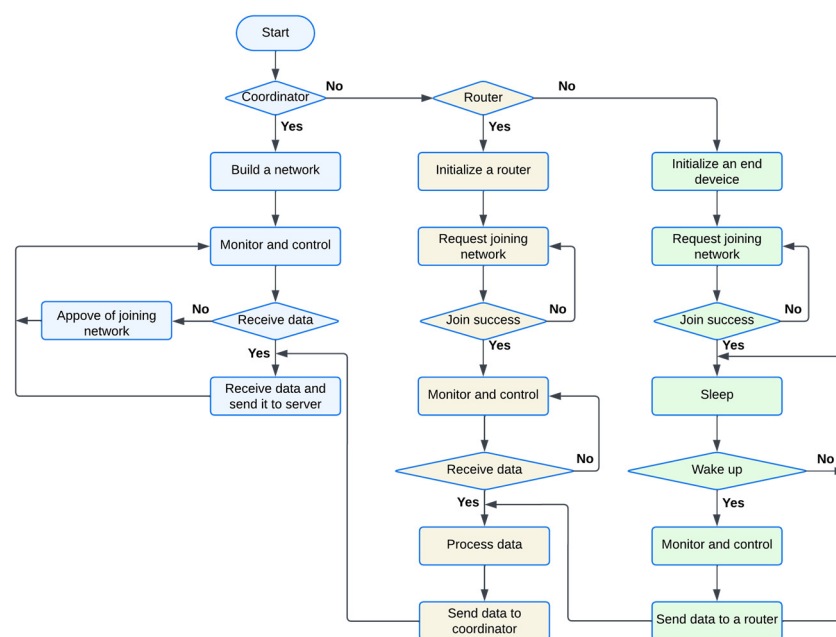 Start
Coordinator
No
Router
No
Yes
Yes
Build a network
Initialize a router
Initialize an end
deveice
Monitor and control
Request joining
network
Request joining
network
Appove of joining
network
No
Receive data
Join success
No
Join success
No
Yes
Yes
Yes
Receive data and
send it to server
Monitor and control
Sleep
Receive data
No
Wake up
No
Yes
Yes
Process data
Monitor and control
Send data to
coordinator
Send data to a router